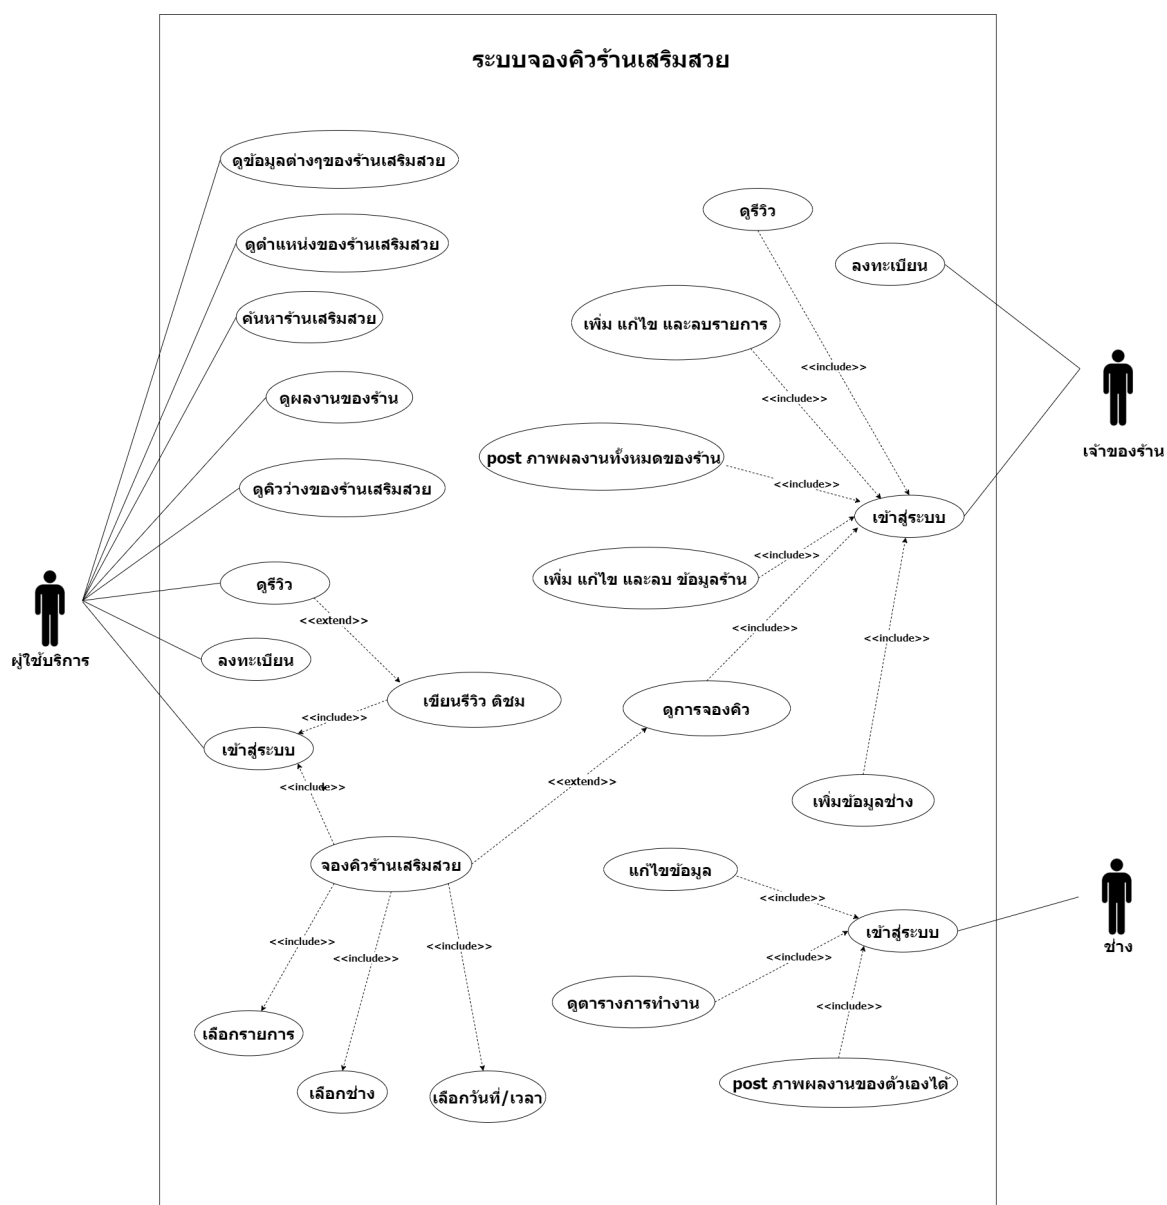 ระบบจองคิวร้านเสริมสวย
ดูข้อมูลต่างๆของร้านเสริมสวย
ดูรีวิว
ดูตำแหน่งของร้านเสริมสวย
ลงทะเบียน
ค้นหาร้านเสริมสวย
เพิ่ม แก้ไข และลบรายการ
<<include>>
<<include>>
ดูผลงานของร้าน
เจ้าของร้าน
post ภาพผลงานทั้งหมดของร้าน
<<include>>
ดูคิวว่างของร้านเสริมสวย
เข้าสู่ระบบ
<<include>>
ดูรีวิว
เพิ่ม แก้ไข และลบ ข้อมูลร้าน
<<extend>>
<<include>>
<<include>>
ผู้ใช้บริการ
ลงทะเบียน
เขียนรีวิว ติชม
ดูการจองคิว
<<include>>
เข้าสู่ระบบ
<<include>>
<<extend>>
เพิ่มข้อมูลช่าง
จองคิวร้านเสริมสวย
แก้ไขข้อมูล
<<include>>
<<include>>
<<include>>
<<include>>
เข้าสู่ระบบ
ช่าง
<<include>>
ดูตารางการทำงาน
<<include>>
เลือกรายการ
เลือกช่าง
เลือกวันที่/เวลา
post ภาพผลงานของตัวเองได้